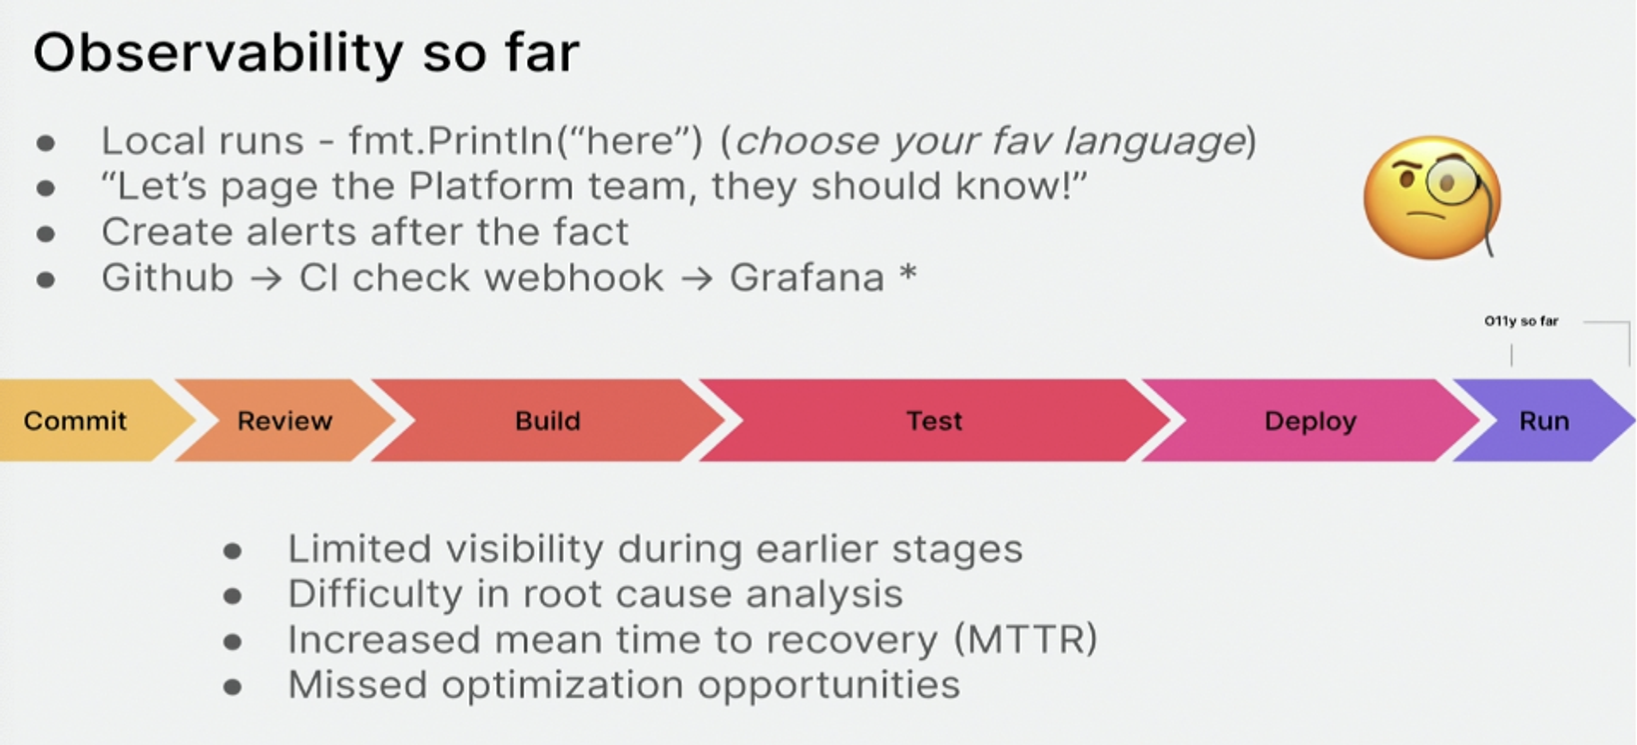 Observability so far
● Local runs - fmt.Println(“here”) (choose your fav language)
● “Let’s page the Platform team, they should know!”
● Create alerts after the fact
● Github → CI check webhook → Grafana *
O11y so far
Commit
Review
Build
Test
Deploy
Run
● Limited visibility during earlier stages
● Difficulty in root cause analysis
● Increased mean time to recovery (MTTR)
● Missed optimization opportunities